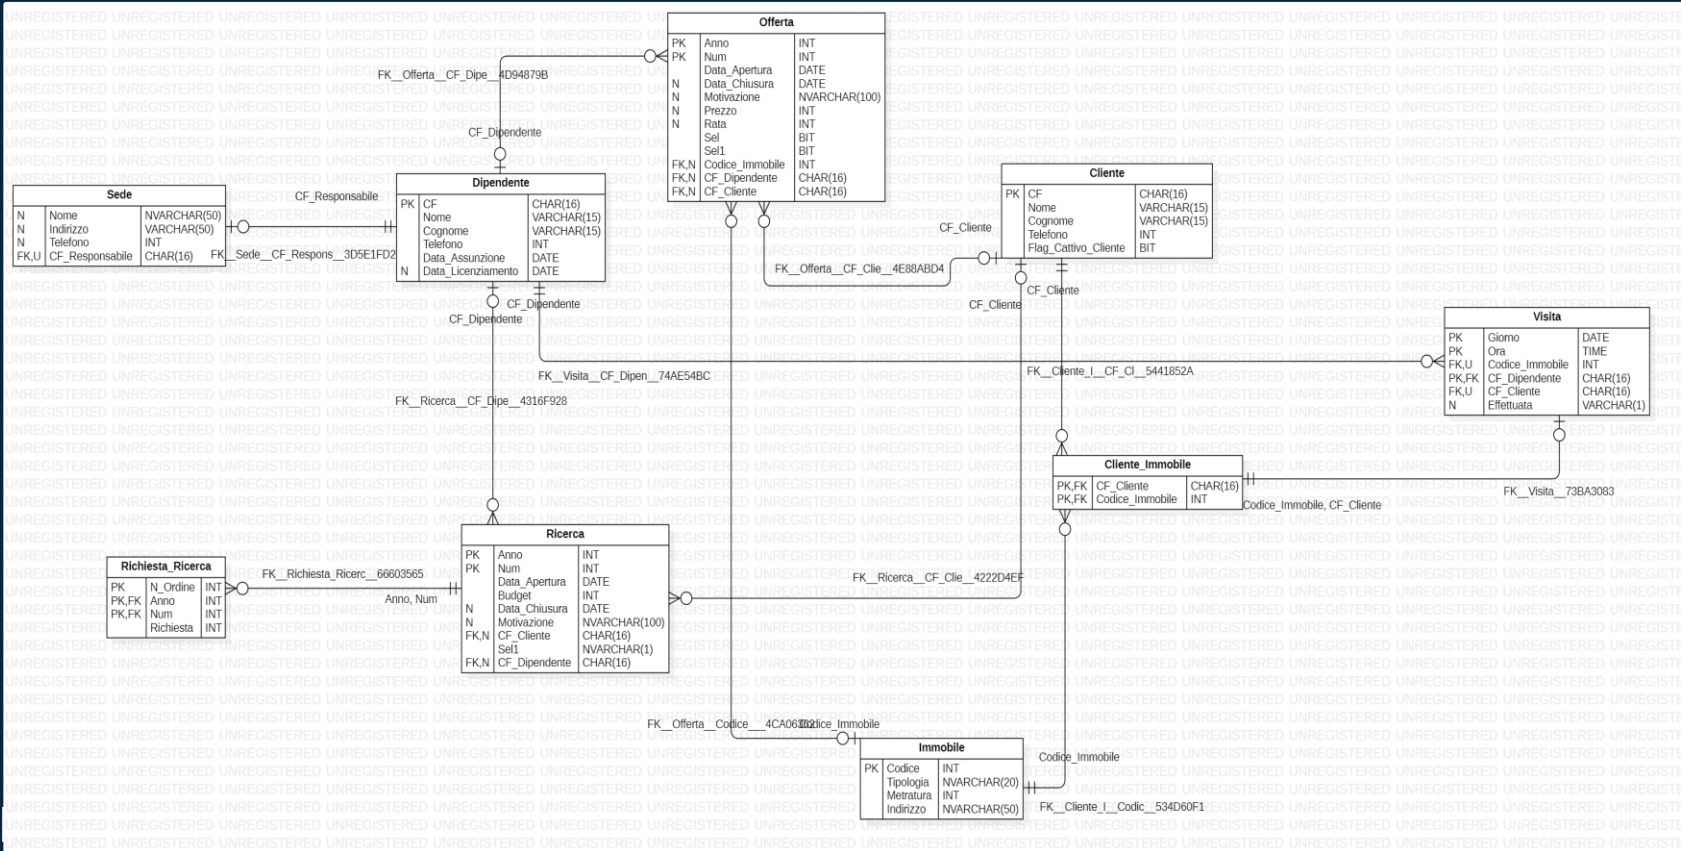 Offerta
PK Anno INT
PK Num INT
Data_Apertura DATE
N Data_Chiusura DATE
N Motivazione NVARCHAR(100)
N Prezzo INT
N Rata INT
Sel BIT
Sel1 BIT
FK,N Codice_Immobile INT
FK,N CF_Dipendente CHAR(16)
FK,N CF_Cliente CHAR(16)
FK__Offerta__CF_Dipe__4D94879B
CF_Dipendente
Sede
N Nome NVARCHAR(50)
N Indirizzo VARCHAR(50)
N Telefono INT
FK,U CF_Responsabile CHAR(16)
CF_Responsabile
FK__Sede__CF_Respons__3D5E1FD2
Dipendente
PK CF CHAR(16)
Nome VARCHAR(15)
Cognome VARCHAR(15)
Telefono INT
Data_Assunzione DATE
N Data_Licenziamento DATE
Cliente
PK CF CHAR(16)
Nome VARCHAR(15)
Cognome VARCHAR(15)
Telefono INT
Flag_Cattivo_Cliente BIT
CF_Cliente
FK__Offerta__CF_Clie__4E88ABD4
CF_Cliente
CF_Cliente
CF_Dipendente
CF_Dipendente
Visita
PK Giorno DATE
PK Ora TIME
FK,U Codice_Immobile INT
PK,FK CF_Dipendente CHAR(16)
FK,U CF_Cliente CHAR(16)
N Effettuata VARCHAR(1)
FK__Visita__CF_Dipen__74AE54BC
FK__Cliente_I__CF_Cl__5441852A
FK__Ricerca__CF_Dipe__4316F928
Cliente_Immobile
PK,FK CF_Cliente CHAR(16)
PK,FK Codice_Immobile INT
Codice_Immobile, CF_Cliente
FK__Visita__73BA3083
Ricerca
PK Anno INT
PK Num INT
Data_Apertura DATE
Budget INT
N Data_Chiusura DATE
N Motivazione NVARCHAR(100)
FK,N CF_Cliente CHAR(16)
Sel1 NVARCHAR(1)
FK,N CF_Dipendente CHAR(16)
Richiesta_Ricerca
PK N_Ordine INT
PK,FK Anno INT
PK,FK Num INT
Richiesta INT
FK__Richiesta_Ricerc__66603565
Anno, Num
FK__Ricerca__CF_Clie__4222D4EF
FK__Offerta__Codice___4CA06362
Codice_Immobile
Immobile
PK Codice INT
Tipologia NVARCHAR(20)
Metratura INT
Indirizzo NVARCHAR(50)
Codice_Immobile
FK__Cliente_I__Codic__534D60F1